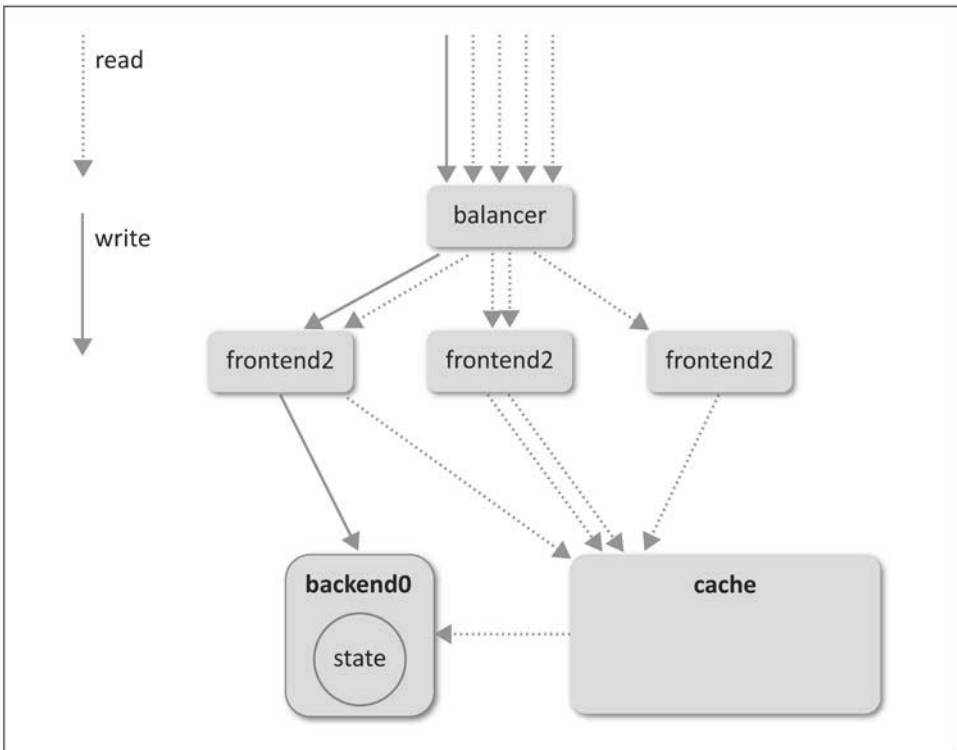 read
write
balancer
frontend2
frontend2
frontend2
backend0
state
cache